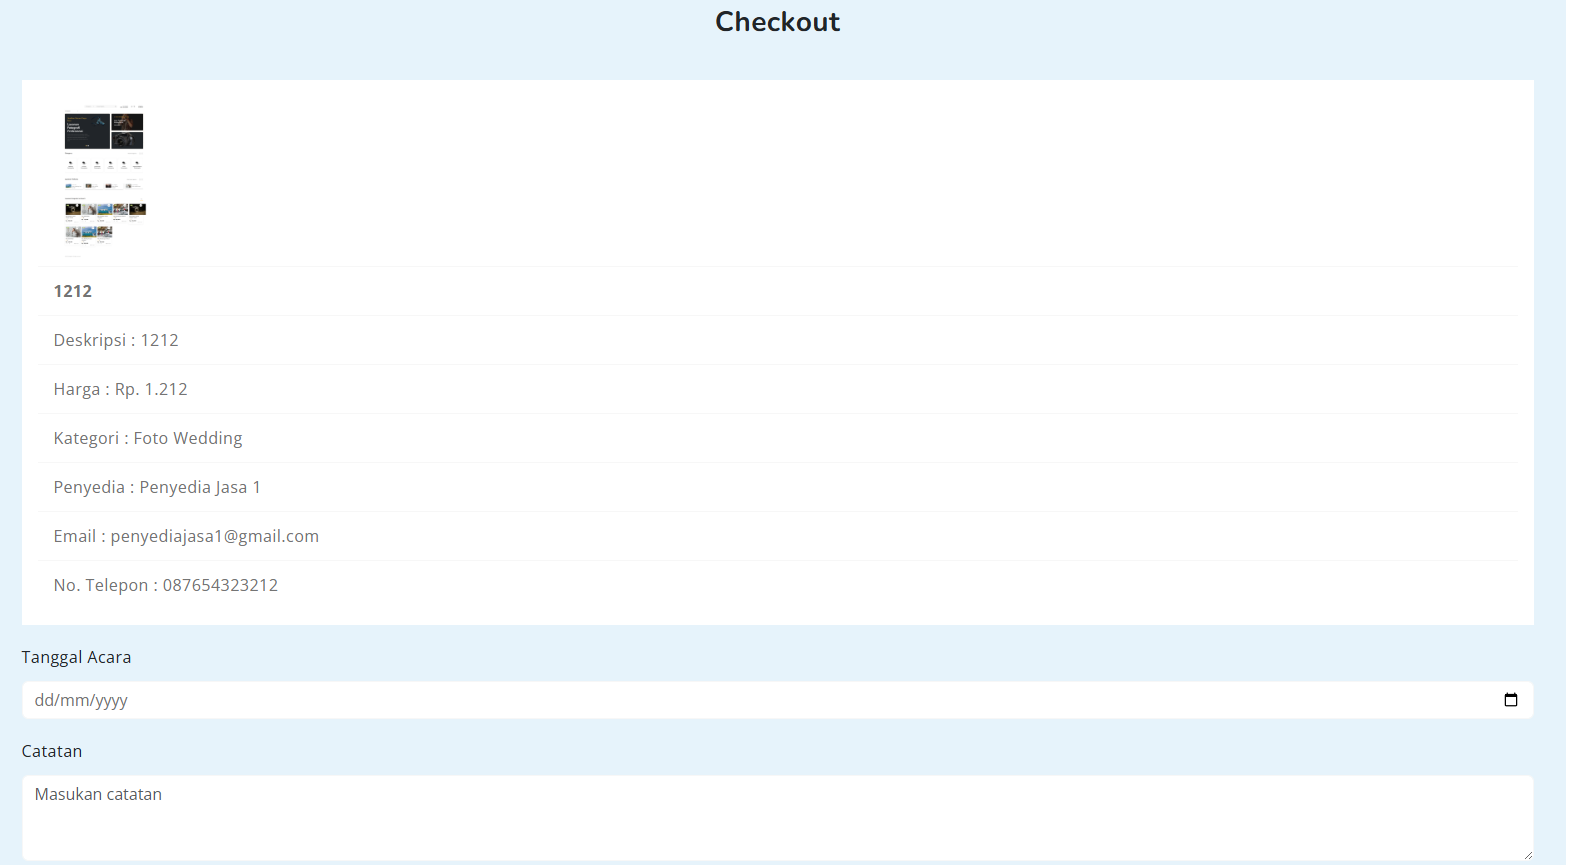 Checkout
1212
Deskripsi : 1212
Harga : Rp. 1.212
Kategori : Foto Wedding
Penyedia : Penyedia Jasa 1
Email : penyediajasa1@gmail.com
No. Telepon : 087654323212
Tanggal Acara
dd/mm/yyyy
Catatan
Masukan catatan